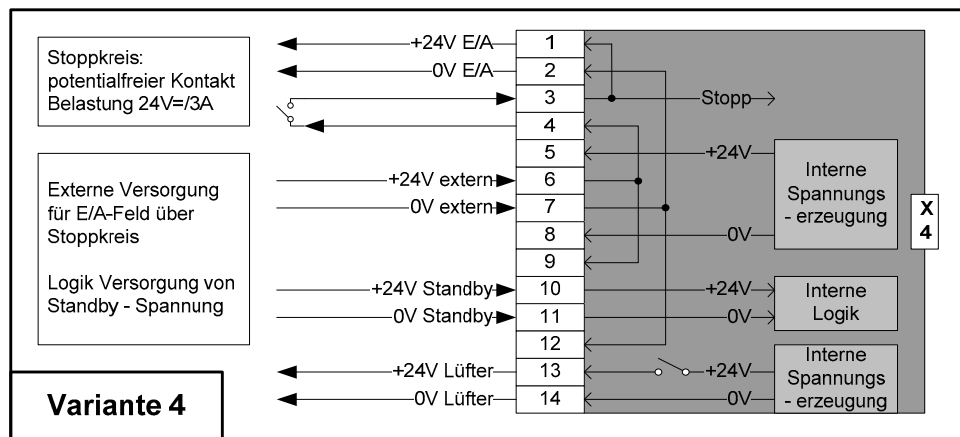 Stoppkreis:
potentialfreier Kontakt
Belastung 24V=/3A
Externe Versorgung
für E/A-Feld über
Stoppkreis
Logik Versorgung von
Standby - Spannung
Variante 4
+24V E/A
0V E/A
+24V extern
0V extern
+24V Standby
0V Standby
+24V Lüfter
0V Lüfter
1
2
3
4
5
6
7
8
9
10
11
12
13
14
Stopp
+24V
0V
Interne
Spannungs
- erzeugung
+24V
0V
Interne
Logik
+24V
0V
Interne
Spannungs
- erzeugung
X
4